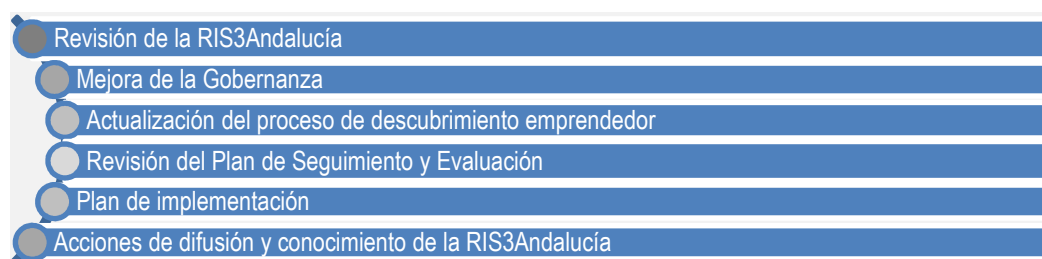 Revisión de la RIS3Andalucía
Mejora de la Gobernanza
Actualización del proceso de descubrimiento emprendedor
Revisión del Plan de Seguimiento y Evaluación
Plan de implementación
Acciones de difusión y conocimiento de la RIS3Andalucía